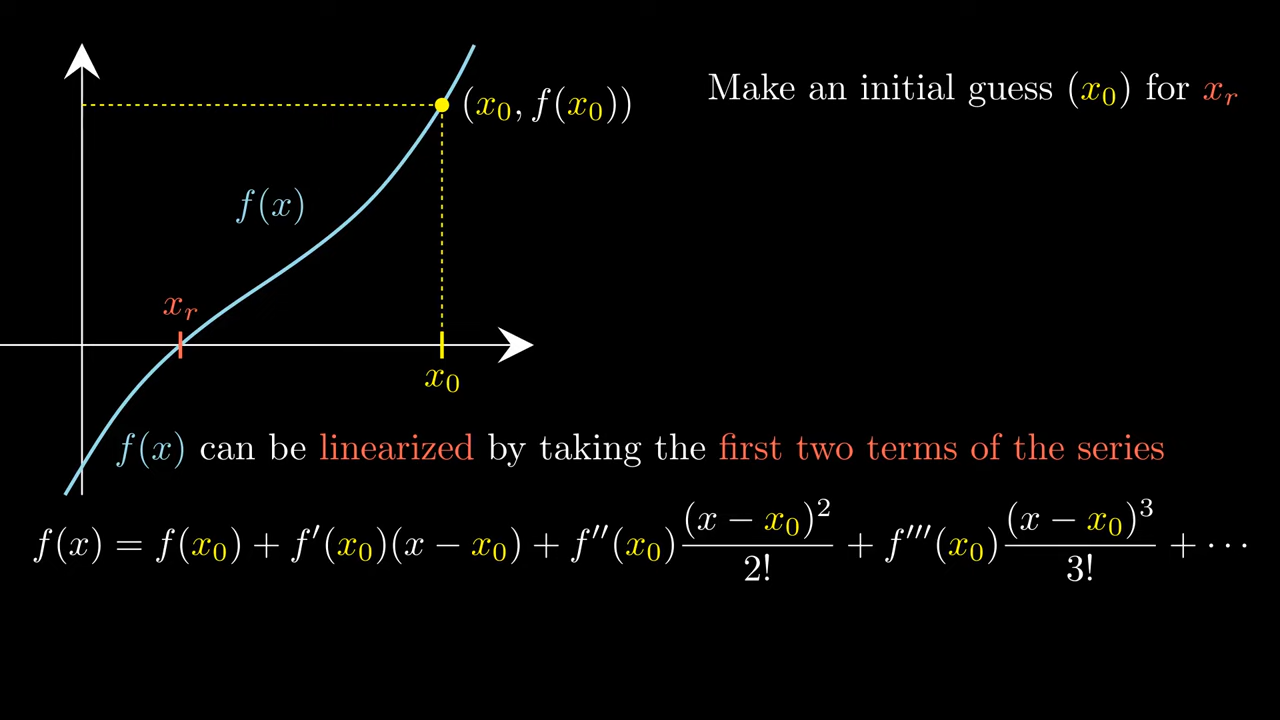 Make an initial guess (x₀) for xᵣ
(x₀, f(x₀))
f(x)
xᵣ
x₀
f(x) can be linearized by taking the first two terms of the series
f(x) = f(x₀) + f′(x₀)(x − x₀) + f″(x₀) (x − x₀)²/2! + f‴(x₀) (x − x₀)³/3! + ⋯